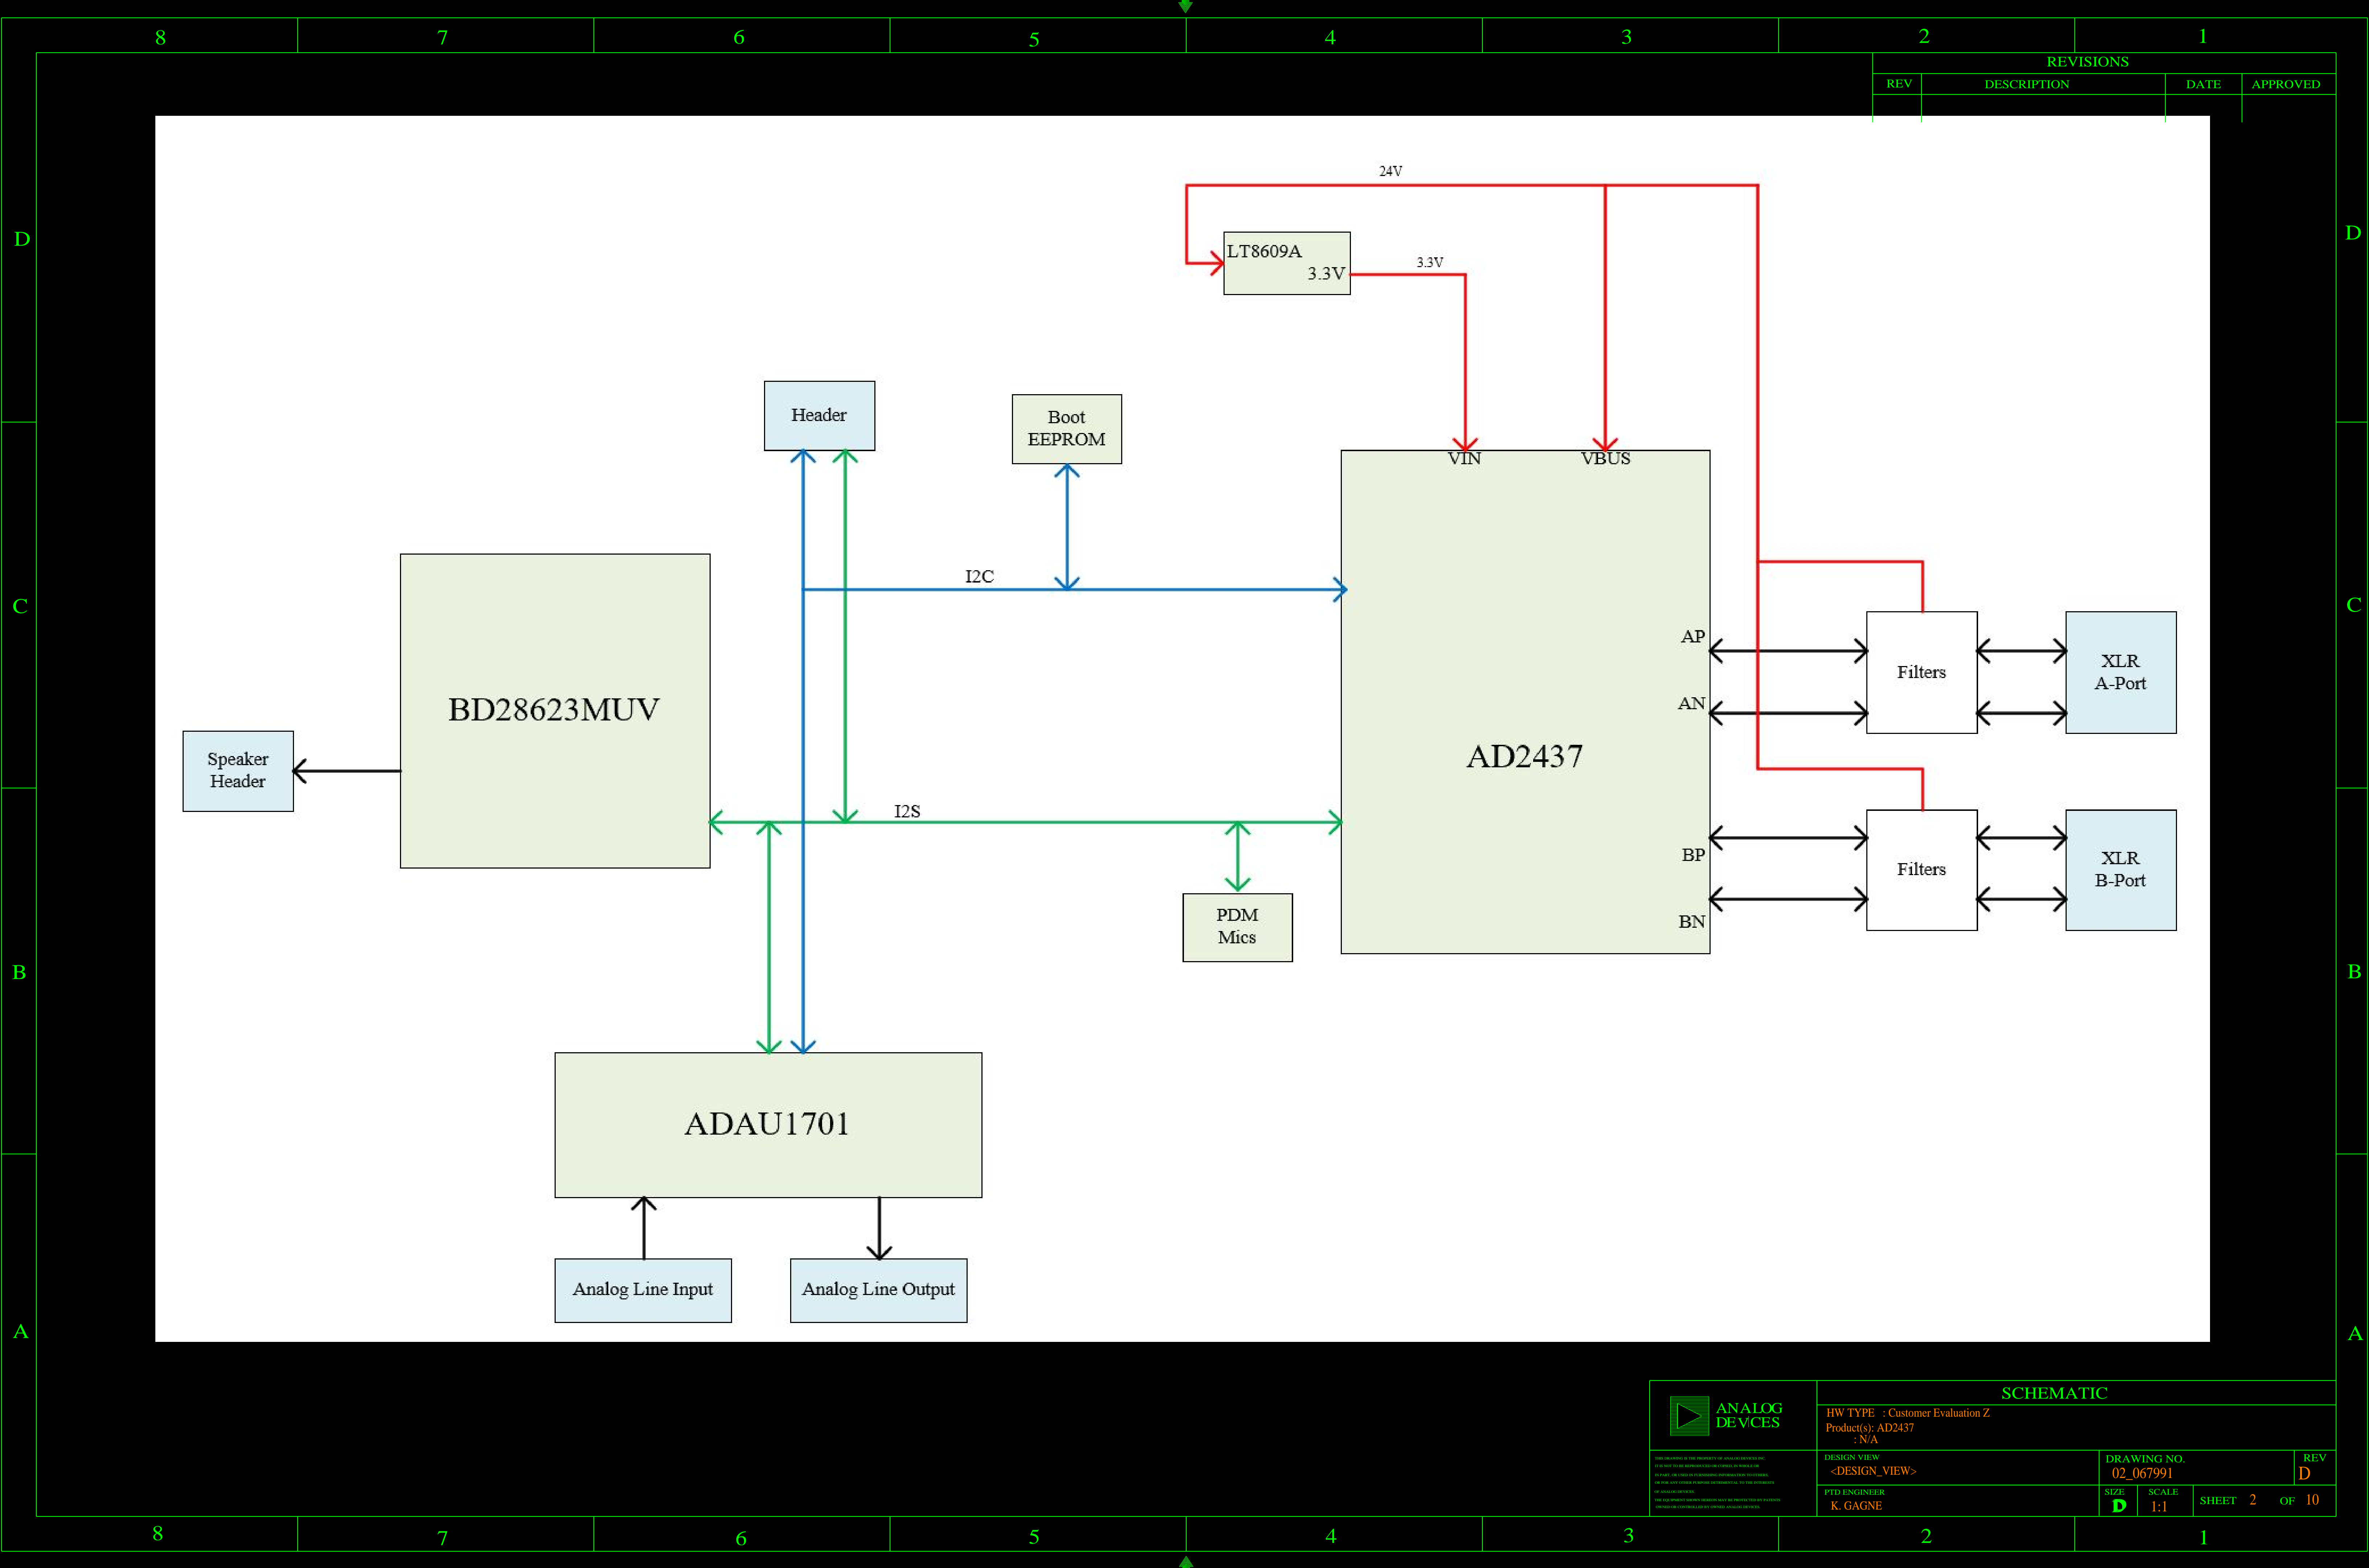 8 7 6 5 4 3 2 1
REVISIONS
REV DESCRIPTION DATE APPROVED
24V
D D
LT8609A
3.3V
3.3V
Header
Boot
EEPROM
VIN VBUS
I2C
C C
AP
XLR
A-Port
Filters
AN
BD28623MUV
AD2437
Speaker
Header
I2S
BP
XLR
B-Port
Filters
BN
PDM
Mics
B B
ADAU1701
Analog Line Input Analog Line Output
A A
ANALOG
DEVICES
SCHEMATIC
HW TYPE : Customer Evaluation Z
Product(s): AD2437
: N/A
DESIGN VIEW
<DESIGN_VIEW>
DRAWING NO.
02_067991
REV
D
PTD ENGINEER
K. GAGNE
SIZE
D
SCALE
1:1
SHEET 2 OF 10
8 7 6 5 4 3 2 1